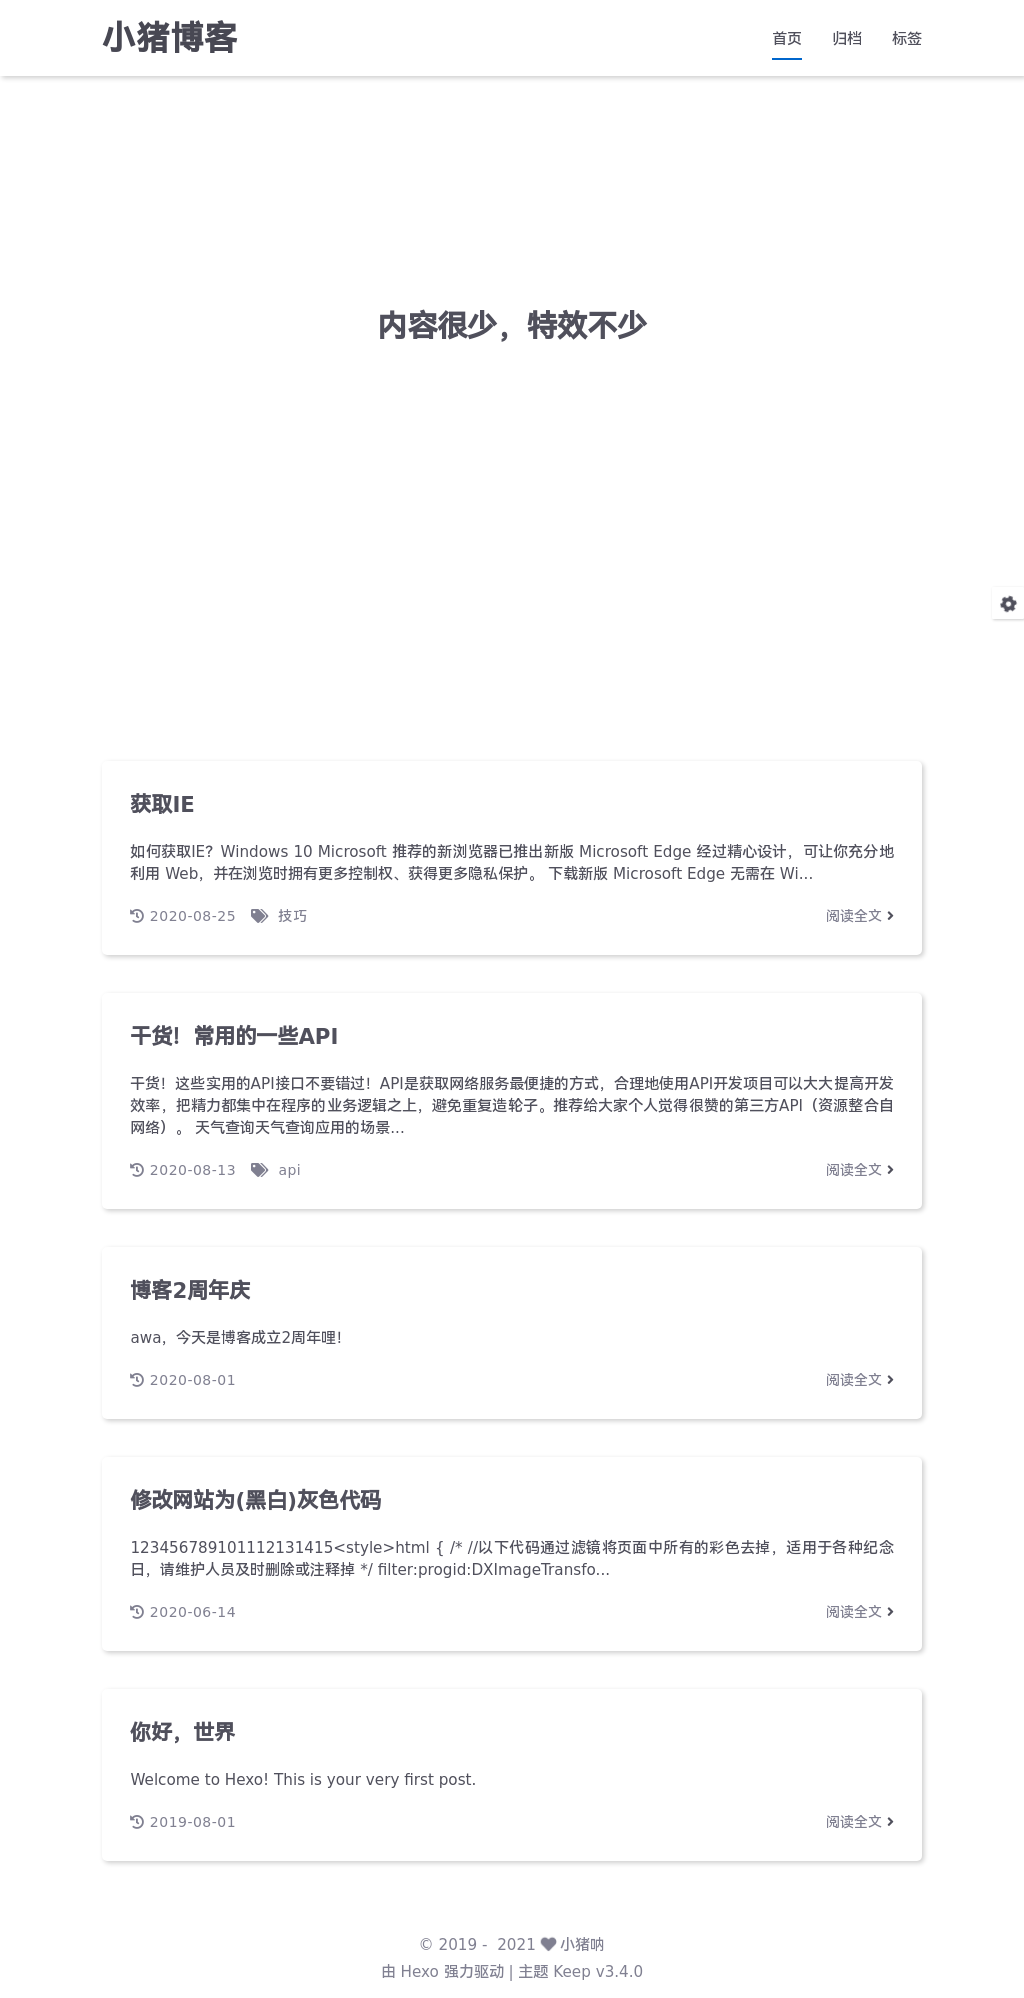 小猪博客
首页 归档 标签
内容很少，特效不少
获取IE
如何获取IE？Windows 10 Microsoft 推荐的新浏览器已推出新版 Microsoft Edge 经过精心设计，可让你充分地
利用 Web，并在浏览时拥有更多控制权、获得更多隐私保护。 下载新版 Microsoft Edge 无需在 Wi...
2020-08-25 技巧 阅读全文
干货！常用的一些API
干货！这些实用的API接口不要错过！API是获取网络服务最便捷的方式，合理地使用API开发项目可以大大提高开发
效率，把精力都集中在程序的业务逻辑之上，避免重复造轮子。推荐给大家个人觉得很赞的第三方API（资源整合自
网络）。 天气查询天气查询应用的场景...
2020-08-13 api 阅读全文
博客2周年庆
awa，今天是博客成立2周年哩！
2020-08-01 阅读全文
修改网站为(黑白)灰色代码
123456789101112131415<style>html { /* //以下代码通过滤镜将页面中所有的彩色去掉，适用于各种纪念
日，请维护人员及时删除或注释掉 */ filter:progid:DXImageTransfo...
2020-06-14 阅读全文
你好，世界
Welcome to Hexo! This is your very first post.
2019-08-01 阅读全文
© 2019 - 2021 小猪呐
由 Hexo 强力驱动 | 主题 Keep v3.4.0